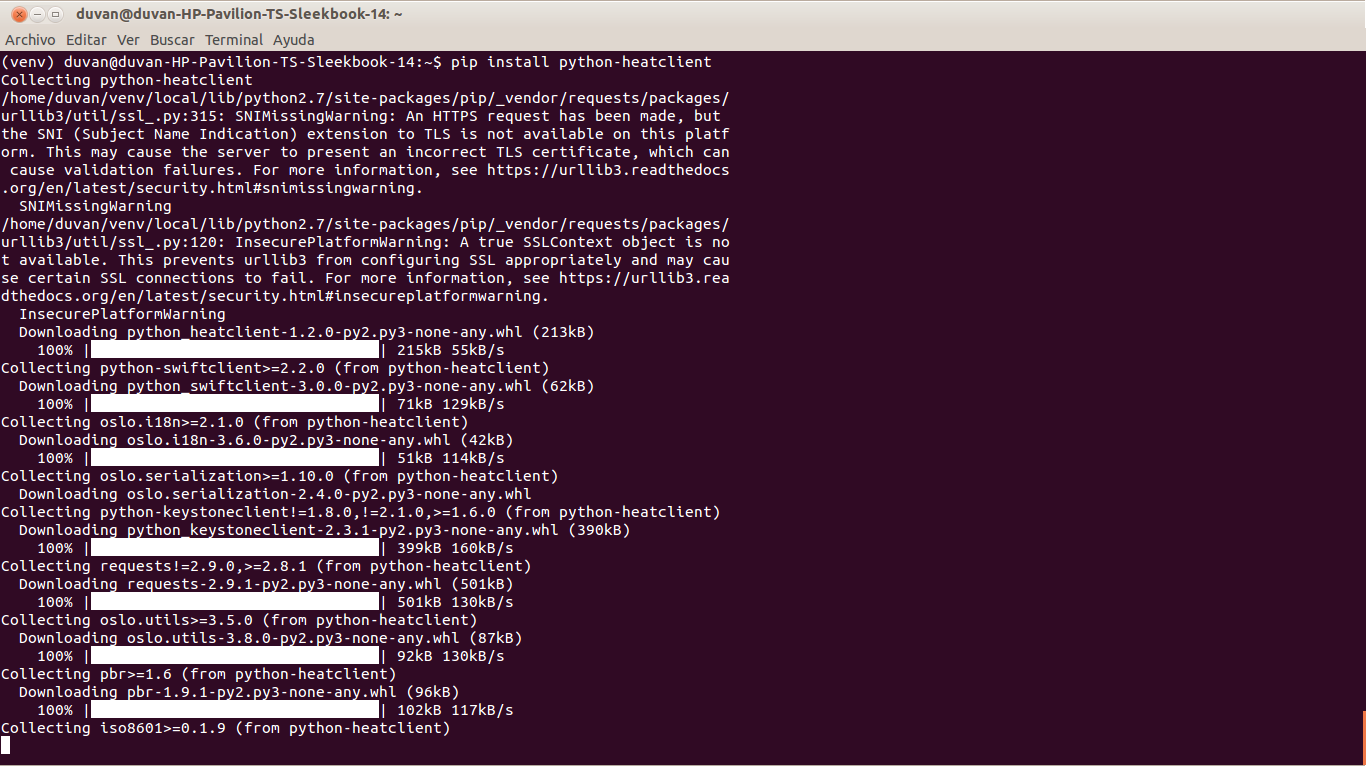 duvan@duvan-HP-Pavilion-TS-Sleekbook-14: ~
Archivo Editar Ver Buscar Terminal Ayuda
(venv) duvan@duvan-HP-Pavilion-TS-Sleekbook-14:~$ pip install python-heatclient
Collecting python-heatclient
/home/duvan/venv/local/lib/python2.7/site-packages/pip/_vendor/requests/packages/
urllib3/util/ssl_.py:315: SNIMissingWarning: An HTTPS request has been made, but
the SNI (Subject Name Indication) extension to TLS is not available on this platf
orm. This may cause the server to present an incorrect TLS certificate, which can
 cause validation failures. For more information, see https://urllib3.readthedocs
.org/en/latest/security.html#snimissingwarning.
  SNIMissingWarning
/home/duvan/venv/local/lib/python2.7/site-packages/pip/_vendor/requests/packages/
urllib3/util/ssl_.py:120: InsecurePlatformWarning: A true SSLContext object is no
t available. This prevents urllib3 from configuring SSL appropriately and may cau
se certain SSL connections to fail. For more information, see https://urllib3.rea
dthedocs.org/en/latest/security.html#insecureplatformwarning.
  InsecurePlatformWarning
  Downloading python_heatclient-1.2.0-py2.py3-none-any.whl (213kB)
    100% || 215kB 55kB/s
Collecting python-swiftclient>=2.2.0 (from python-heatclient)
  Downloading python_swiftclient-3.0.0-py2.py3-none-any.whl (62kB)
    100% || 71kB 129kB/s
Collecting oslo.i18n>=2.1.0 (from python-heatclient)
  Downloading oslo.i18n-3.6.0-py2.py3-none-any.whl (42kB)
    100% || 51kB 114kB/s
Collecting oslo.serialization>=1.10.0 (from python-heatclient)
  Downloading oslo.serialization-2.4.0-py2.py3-none-any.whl
Collecting python-keystoneclient!=1.8.0,!=2.1.0,>=1.6.0 (from python-heatclient)
  Downloading python_keystoneclient-2.3.1-py2.py3-none-any.whl (390kB)
    100% || 399kB 160kB/s
Collecting requests!=2.9.0,>=2.8.1 (from python-heatclient)
  Downloading requests-2.9.1-py2.py3-none-any.whl (501kB)
    100% || 501kB 130kB/s
Collecting oslo.utils>=3.5.0 (from python-heatclient)
  Downloading oslo.utils-3.8.0-py2.py3-none-any.whl (87kB)
    100% || 92kB 130kB/s
Collecting pbr>=1.6 (from python-heatclient)
  Downloading pbr-1.9.1-py2.py3-none-any.whl (96kB)
    100% || 102kB 117kB/s
Collecting iso8601>=0.1.9 (from python-heatclient)